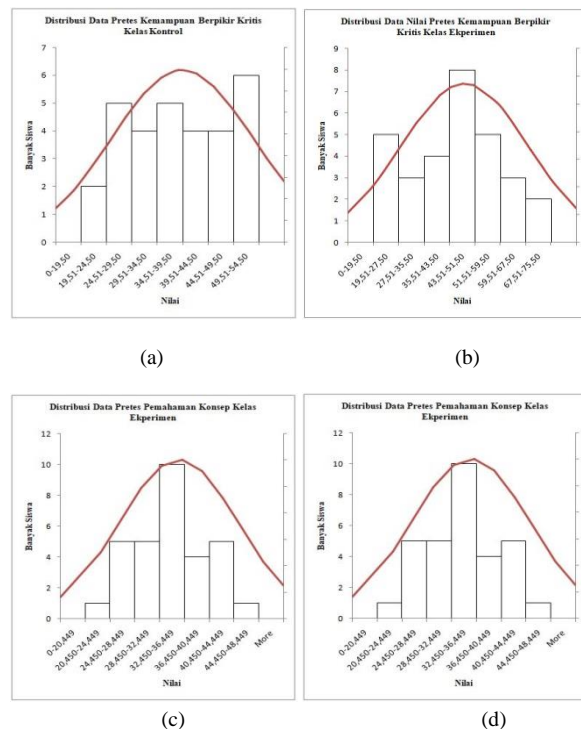 Distribusi Data Pretes Kemampuan Berpikir Kritis
Kelas Kontrol
Banyak Siswa
7
6
5
4
3
2
1
0
0-19,50
19,51-24,50
24,51-29,50
29,51-34,50
34,51-39,50
39,51-44,50
44,51-49,50
49,51-54,50
Nilai
(a)
Distribusi Data Nilai Pretes Kemampuan Berpikir
Kritis Kelas Ekperimen
Banyak Siswa
9
8
7
6
5
4
3
2
1
0
0-19,50
19,51-27,50
27,51-35,50
35,51-43,50
43,51-51,50
51,51-59,50
59,51-67,50
67,51-75,50
Nilai
(b)
Distribusi Data Pretes Pemahaman Konsep Kelas
Ekperimen
Banyak Siswa
12
10
8
6
4
2
0
0-20,449
20,450-24,449
24,450-28,449
28,450-32,449
32,450-36,449
36,450-40,449
40,450-44,449
44,450-48,449
More
Nilai
(c)
Distribusi Data Pretes Pemahaman Konsep Kelas
Ekperimen
Banyak Siswa
12
10
8
6
4
2
0
0-20,449
20,450-24,449
24,450-28,449
28,450-32,449
32,450-36,449
36,450-40,449
40,450-44,449
44,450-48,449
More
Nilai
(d)